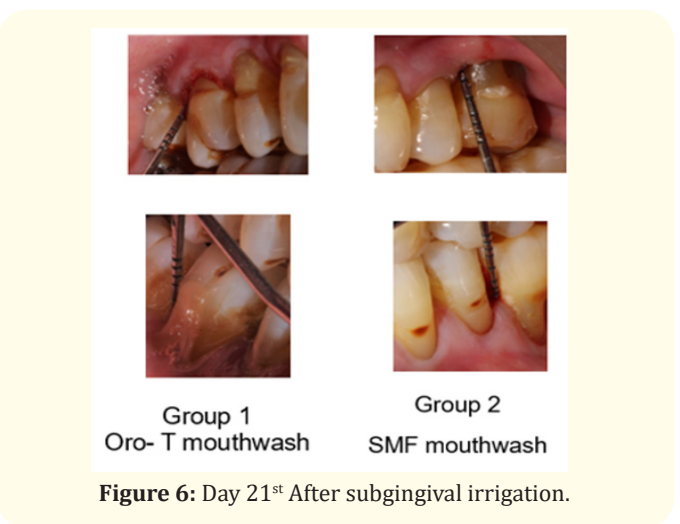 Group 1
Oro- T mouthwash
Group 2
SMF mouthwash
Figure 6: Day 21st After subgingival irrigation.